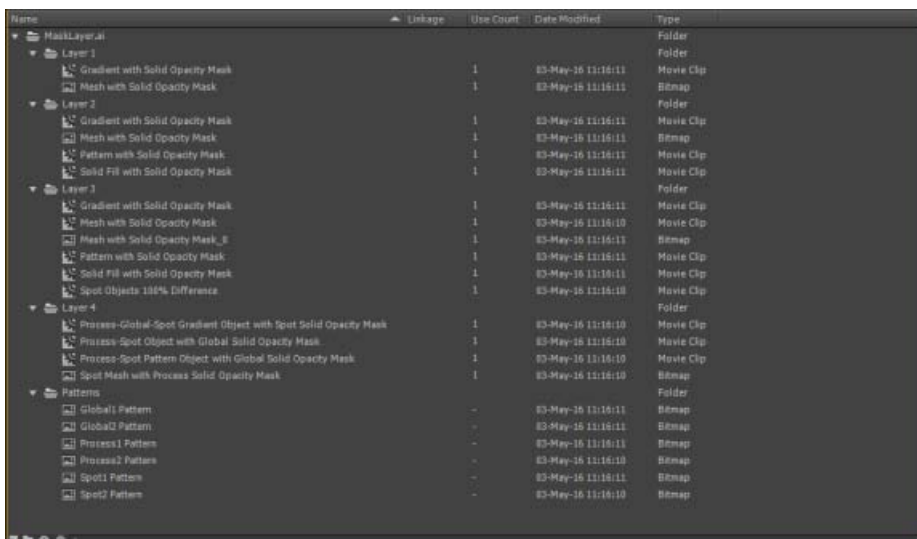 Name Linkage Use Count Date Modified Type
MaskLayer.ai Folder
Layer 1 Folder
Gradient with Solid Opacity Mask 1 03-May-16 11:16:11 Movie Clip
Mesh with Solid Opacity Mask 1 03-May-16 11:16:11 Bitmap
Layer 2 Folder
Gradient with Solid Opacity Mask 1 03-May-16 11:16:11 Movie Clip
Mesh with Solid Opacity Mask 1 03-May-16 11:16:11 Bitmap
Pattern with Solid Opacity Mask 1 03-May-16 11:16:11 Movie Clip
Solid Fill with Solid Opacity Mask 1 03-May-16 11:16:11 Movie Clip
Layer 3 Folder
Gradient with Solid Opacity Mask 1 03-May-16 11:16:11 Movie Clip
Mesh with Solid Opacity Mask 1 03-May-16 11:16:10 Movie Clip
Mesh with Solid Opacity Mask_0 1 03-May-16 11:16:11 Bitmap
Pattern with Solid Opacity Mask 1 03-May-16 11:16:11 Movie Clip
Solid Fill with Solid Opacity Mask 1 03-May-16 11:16:11 Movie Clip
Spot Objects 100% Difference 1 03-May-16 11:16:10 Movie Clip
Layer 4 Folder
Process-Global-Spot Gradient Object with Spot Solid Opacity Mask 1 03-May-16 11:16:10 Movie Clip
Process-Spot Object with Global Solid Opacity Mask 1 03-May-16 11:16:10 Movie Clip
Process-Spot Pattern Object with Global Solid Opacity Mask 1 03-May-16 11:16:10 Movie Clip
Spot Mesh with Process Solid Opacity Mask 1 03-May-16 11:16:10 Bitmap
Patterns Folder
Global1 Pattern - 03-May-16 11:16:11 Bitmap
Global2 Pattern - 03-May-16 11:16:11 Bitmap
Process1 Pattern - 03-May-16 11:16:11 Bitmap
Process2 Pattern - 03-May-16 11:16:10 Bitmap
Spot1 Pattern - 03-May-16 11:16:11 Bitmap
Spot2 Pattern - 03-May-16 11:16:10 Bitmap